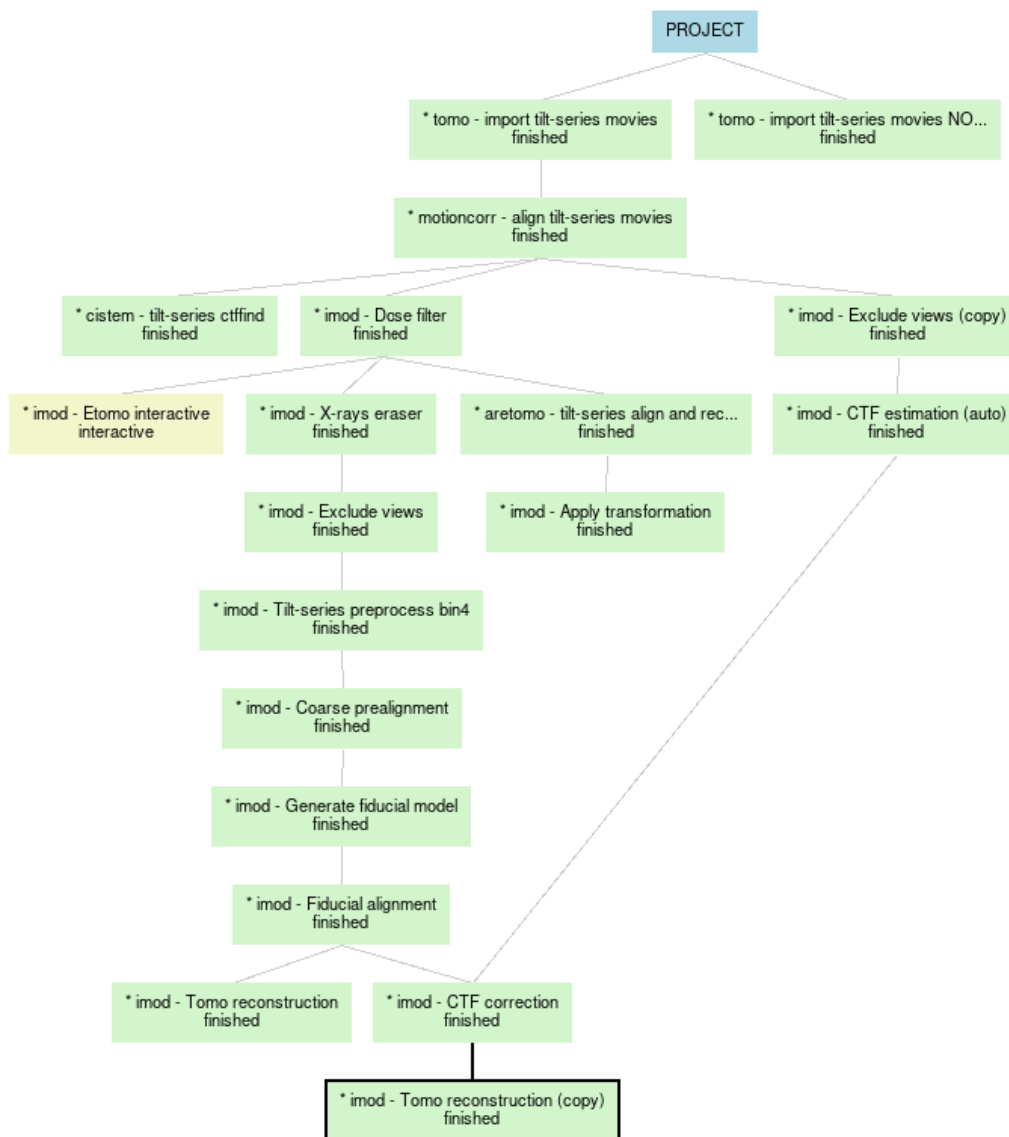 PROJECT
* tomo - import tilt-series movies
finished
* tomo - import tilt-series movies NO...
finished
* motioncorr - align tilt-series movies
finished
* cistem - tilt-series ctffind
finished
* imod - Dose filter
finished
* imod - Exclude views (copy)
finished
* imod - Etomo interactive
interactive
* imod - X-rays eraser
finished
* aretomo - tilt-series align and rec...
finished
* imod - CTF estimation (auto)
finished
* imod - Exclude views
finished
* imod - Apply transformation
finished
* imod - Tilt-series preprocess bin4
finished
* imod - Coarse prealignment
finished
* imod - Generate fiducial model
finished
* imod - Fiducial alignment
finished
* imod - Tomo reconstruction
finished
* imod - CTF correction
finished
* imod - Tomo reconstruction (copy)
finished